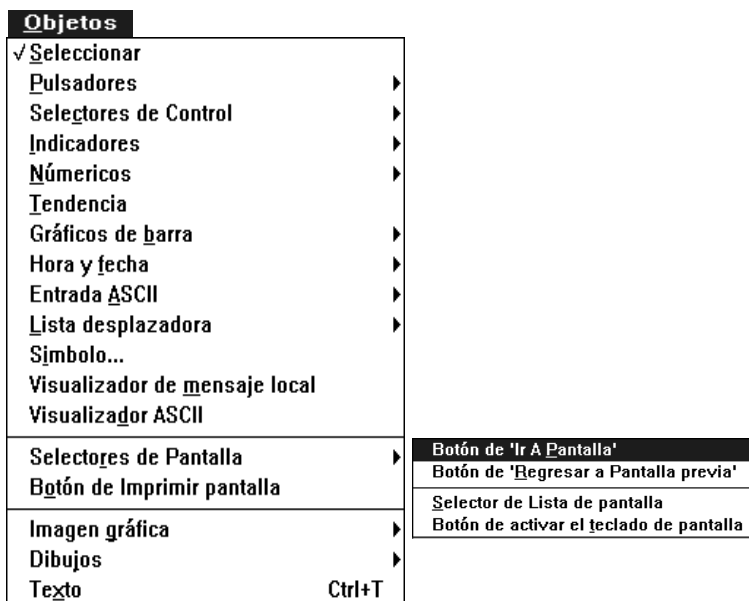 Objetos
√ Seleccionar
Pulsadores
Selectores de Control
Indicadores
Númericos
Tendencia
Gráficos de barra
Hora y fecha
Entrada ASCII
Lista desplazadora
Simbolo...
Visualizador de mensaje local
Visualizador ASCII
Selectores de Pantalla
Botón de Imprimir pantalla
Imagen gráfica
Dibujos
Texto Ctrl+T
Botón de 'Ir A Pantalla'
Botón de 'Regresar a Pantalla previa'
Selector de Lista de pantalla
Botón de activar el teclado de pantalla